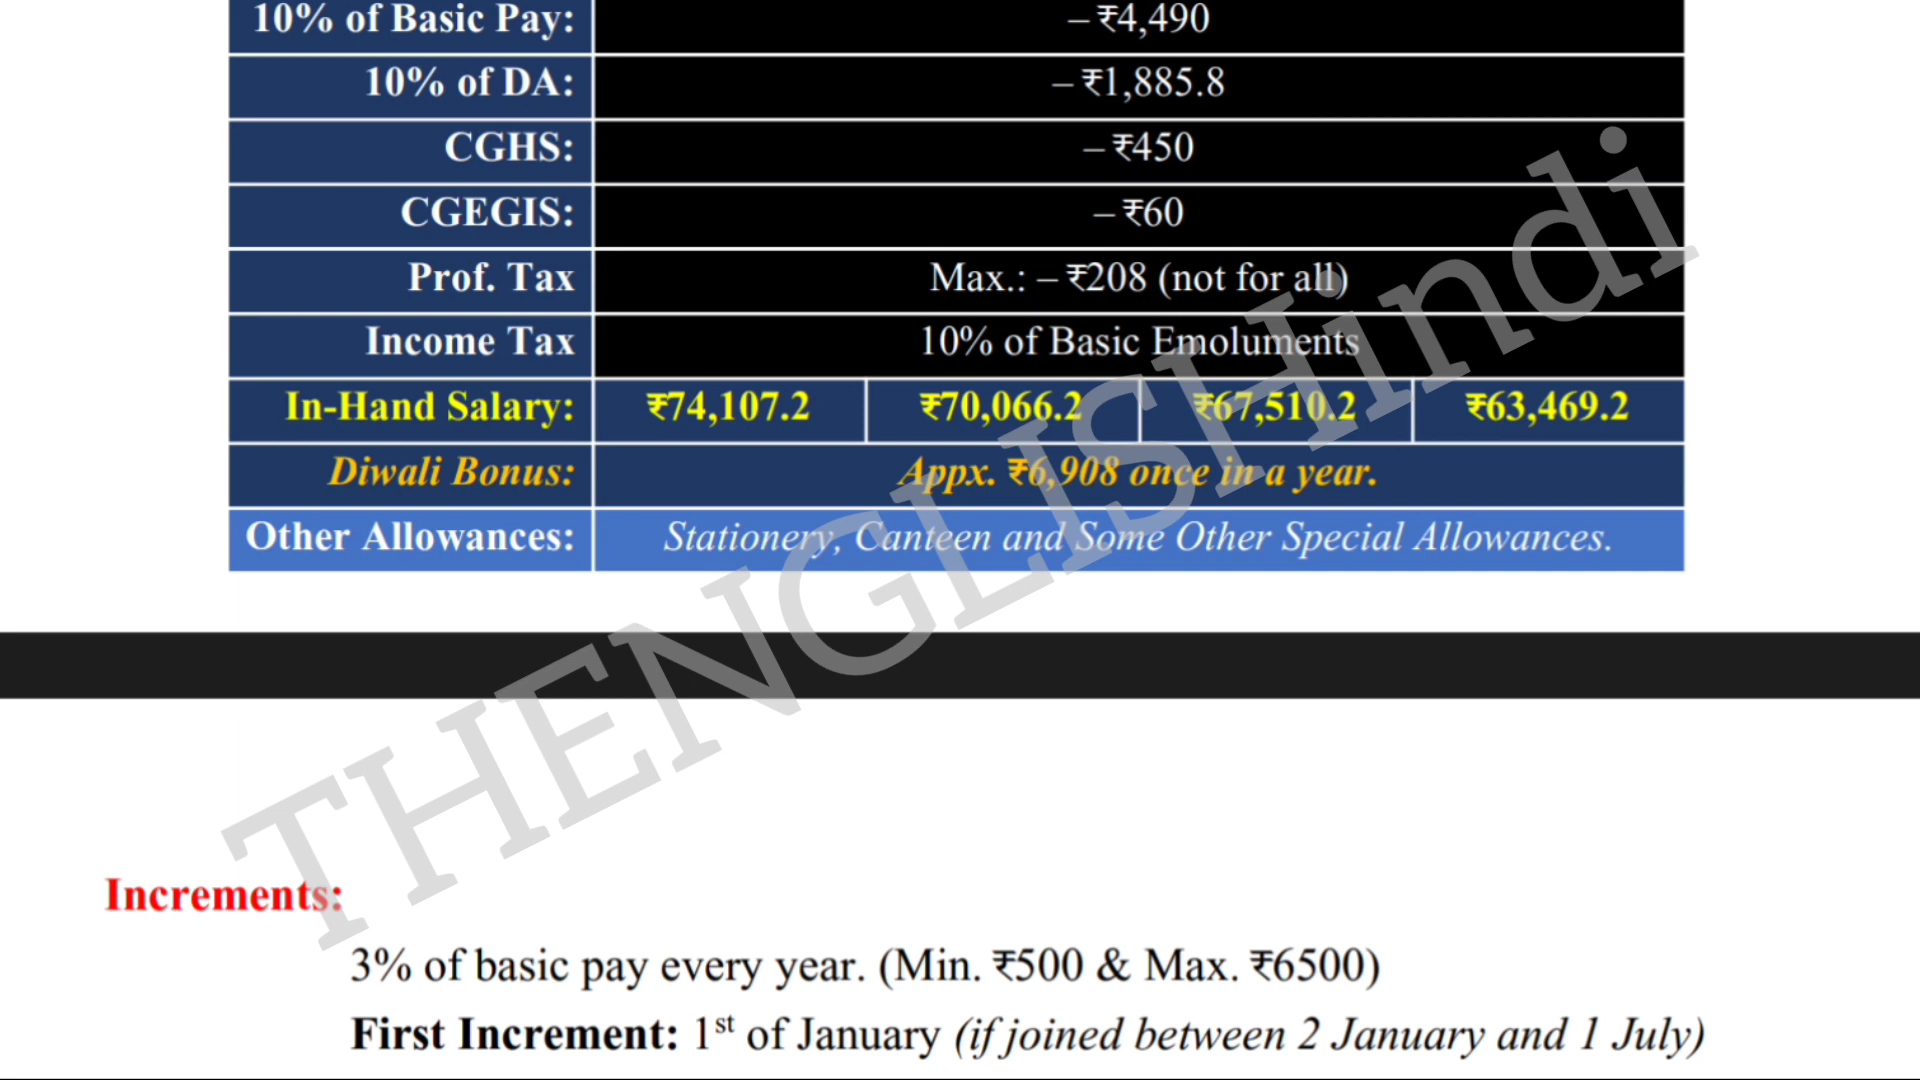 10% of Basic Pay: – ₹4,490
10% of DA: – ₹1,885.8
CGHS: – ₹450
CGEGIS: – ₹60
Prof. Tax Max.: – ₹208 (not for all)
Income Tax 10% of Basic Emoluments
In-Hand Salary: ₹74,107.2 ₹70,066.2 ₹67,510.2 ₹63,469.2
Diwali Bonus: Appx. ₹6,908 once in a year.
Other Allowances: Stationery, Canteen and Some Other Special Allowances.
THENGLISHindi
Increments:
3% of basic pay every year. (Min. ₹500 & Max. ₹6500)
First Increment: 1st of January (if joined between 2 January and 1 July)